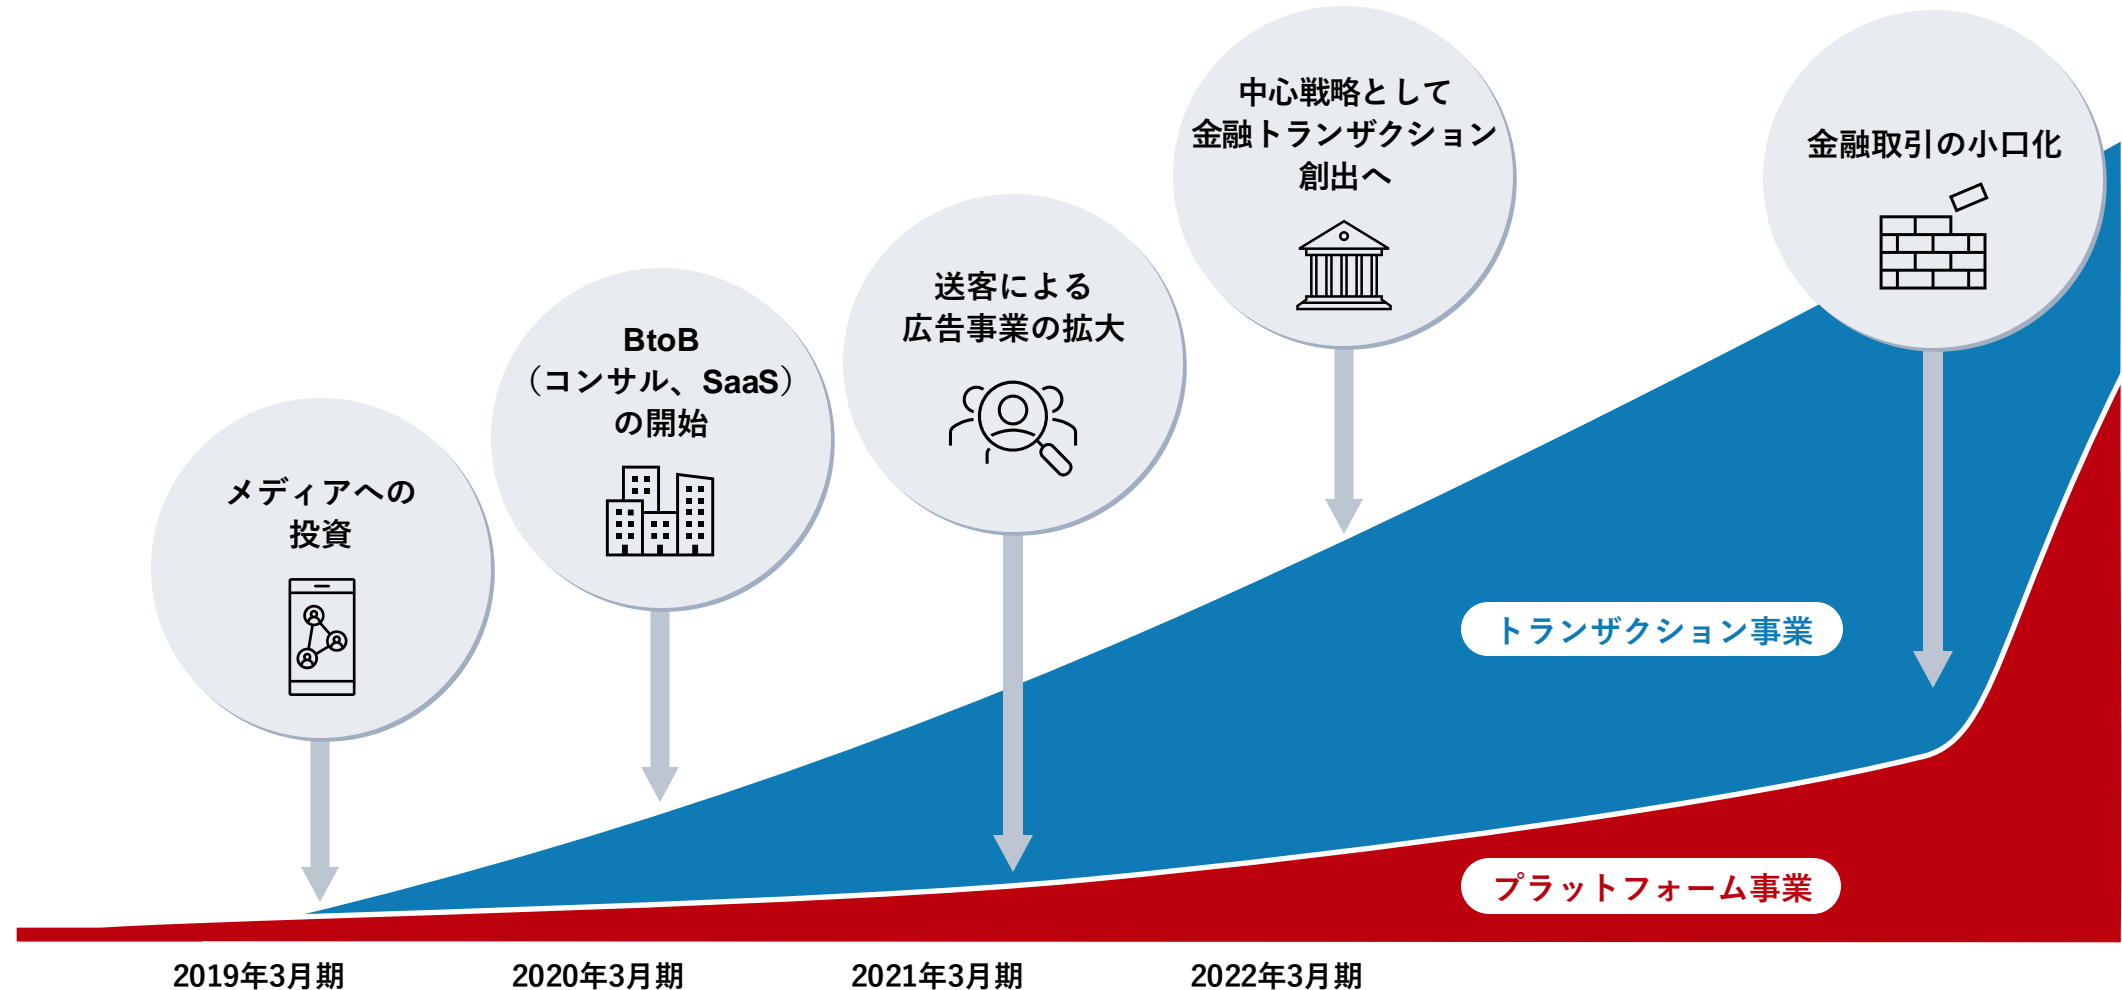 メディアへの
投資
BtoB
（コンサル、SaaS）
の開始
送客による
広告事業の拡大
中心戦略として
金融トランザクション
創出へ
金融取引の小口化
トランザクション事業
プラットフォーム事業
2019年3月期
2020年3月期
2021年3月期
2022年3月期